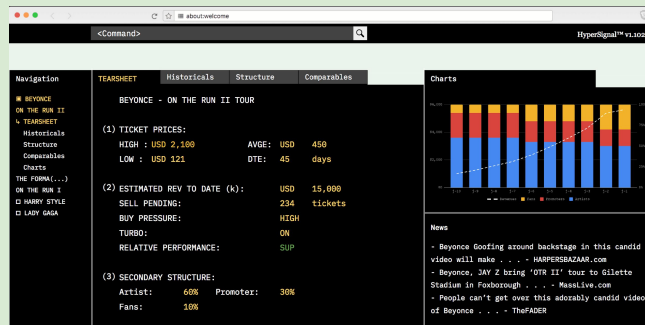 about:welcome
<Command>
HyperSignal™ v1.102
Navigation
BEYONCE
ON THE RUN II
TEARSHEET
Historicals
Structure
Comparables
Charts
THE FORMA(...)
ON THE RUN I
HARRY STYLE
LADY GAGA
TEARSHEET Historicals Structure Comparables
BEYONCE - ON THE RUN II TOUR
(1) TICKET PRICES:
HIGH : USD 2,100 AVGE: USD 450
LOW : USD 121 DTE: 45 days
(2) ESTIMATED REV TO DATE (k): USD 15,000
SELL PENDING: 234 tickets
BUY PRESSURE: HIGH
TURBO: ON
RELATIVE PERFORMANCE: SUP
(3) SECONDARY STRUCTURE:
Artist: 60% Promoter: 30%
Fans: 10%
Charts
News
- Beyonce Goofing around backstage in this candid
video will make . . . - HARPERSBAZAAR.com
- Beyonce, JAY Z bring 'OTR II' tour to Gilette
Stadium in Foxborough . . . - MassLive.com
- People can't get over this adorably candid video
of Beyonce . . . - TheFADER